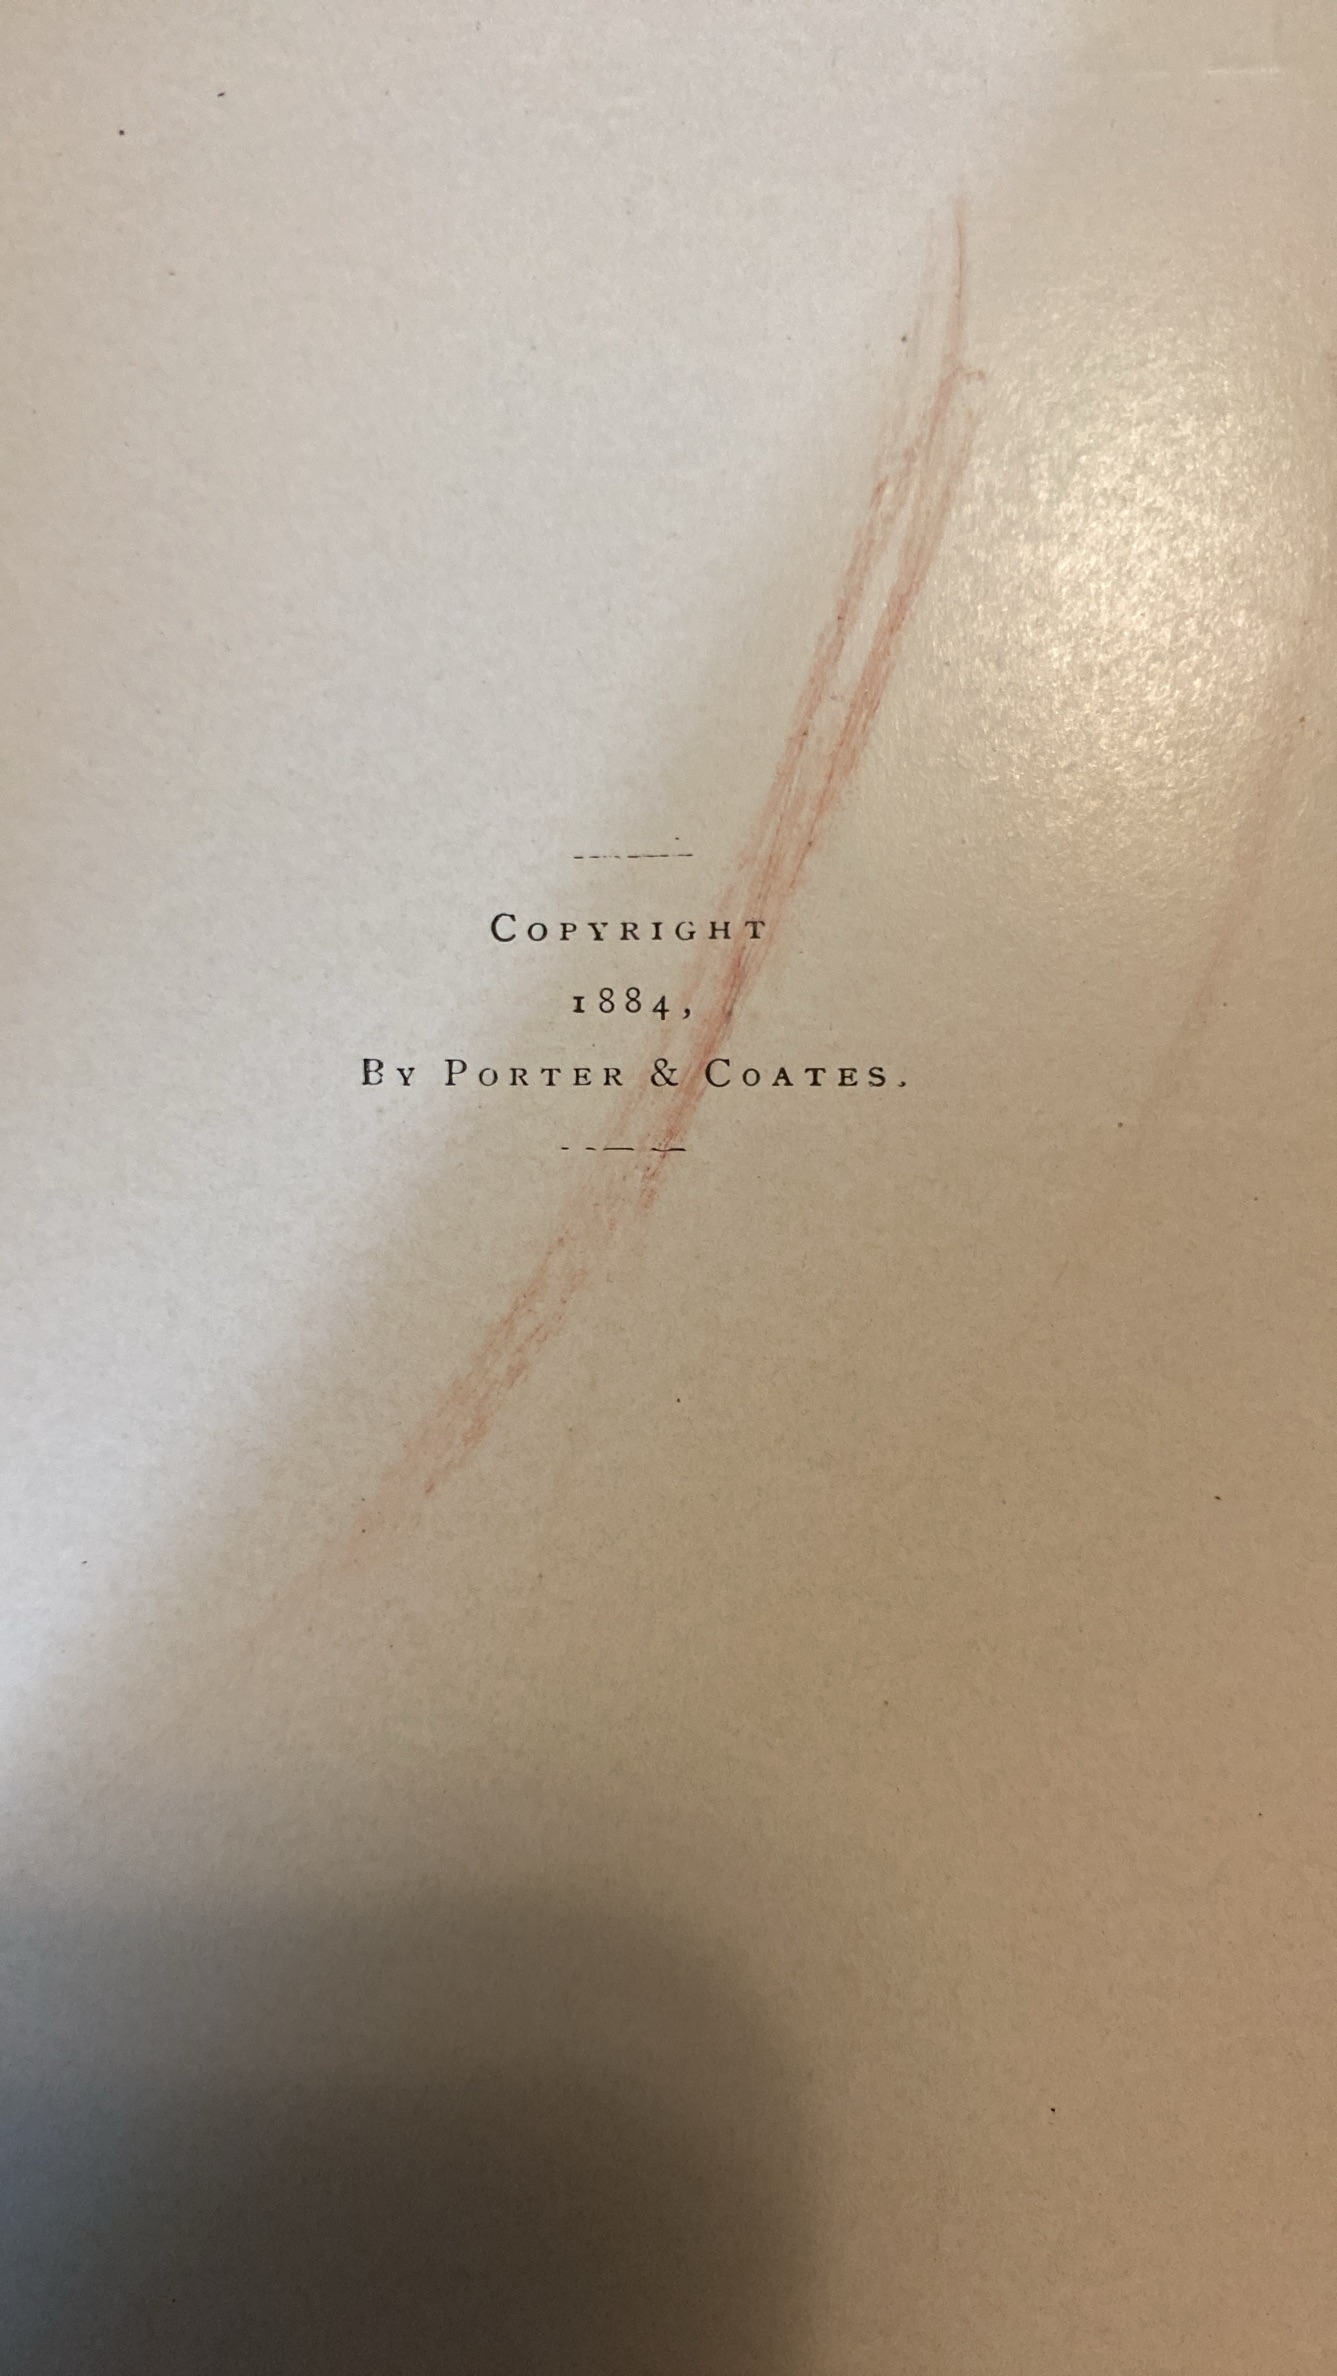 COPYRIGHT
1884,
BY PORTER & COATES.